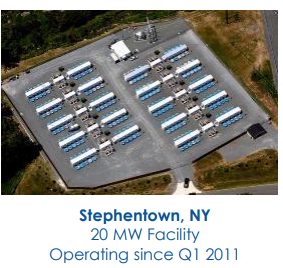 Stephentown, NY
20 MW Facility
Operating since Q1 2011